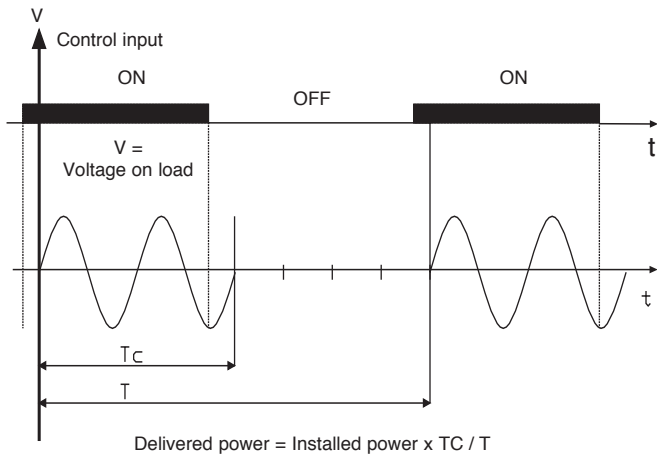 V
Control input
ON
ON
OFF
t
V =
Voltage on load
t
Tc
T
Delivered power = Installed power x TC / T